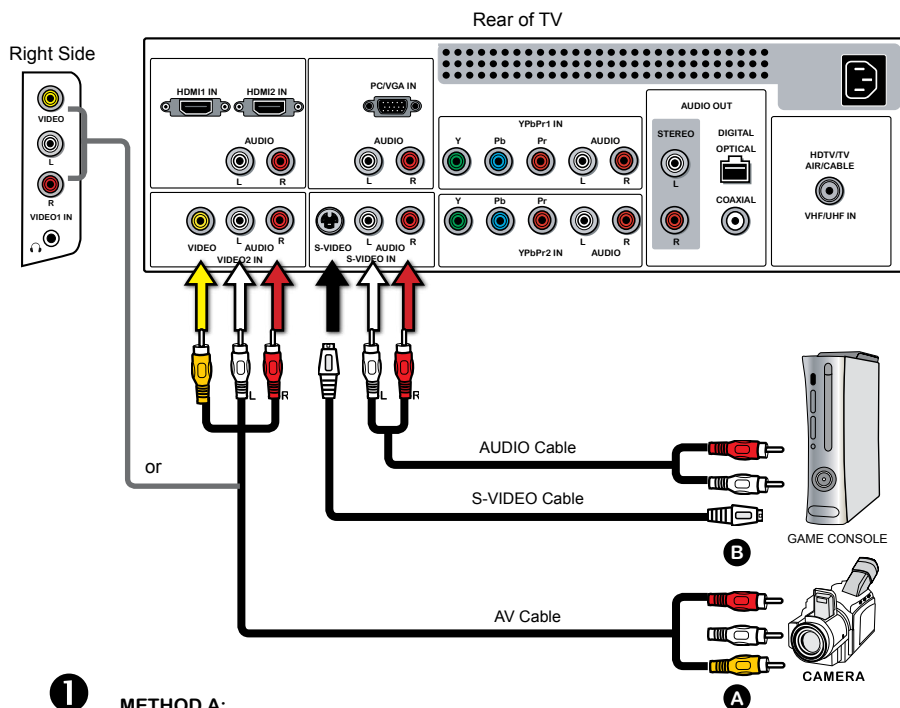 Rear of TV
Right Side
VIDEO
L
R
VIDEO1 IN
HDMI1 IN HDMI2 IN
AUDIO
L R
VIDEO L AUDIO R
VIDEO2 IN
PC/VGA IN
AUDIO
L R
S-VIDEO L AUDIO R
S-VIDEO IN
YPbPr1 IN
Y Pb Pr AUDIO
L R
Y Pb Pr L R
YPbPr2 IN AUDIO
AUDIO OUT
STEREO DIGITAL
OPTICAL
L
COAXIAL
R
HDTV/TV
AIR/CABLE
VHF/UHF IN
L R L R
or
AUDIO Cable
S-VIDEO Cable
B
GAME CONSOLE
AV Cable
A
CAMERA
1 METHOD A: